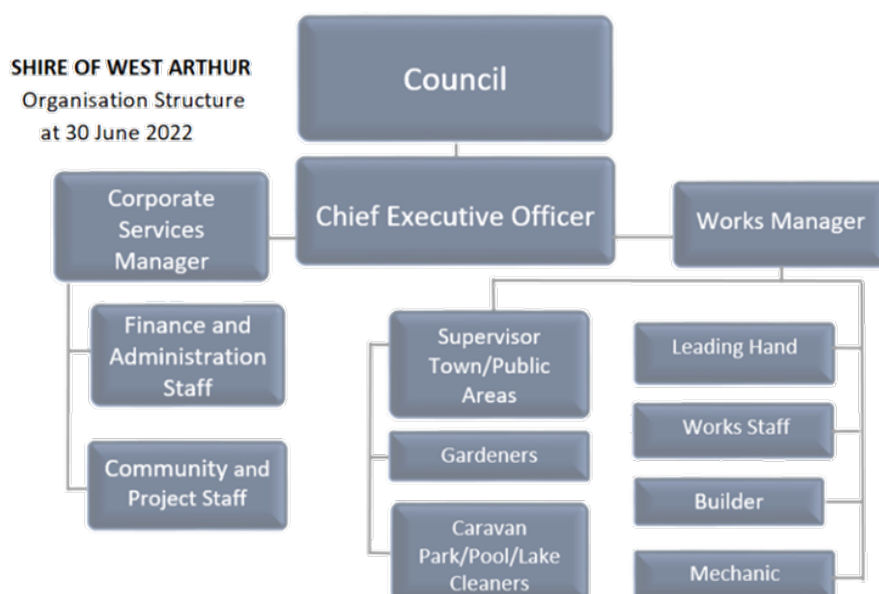 SHIRE OF WEST ARTHUR
Organisation Structure
at 30 June 2022
Council
Chief Executive Officer
Corporate
Services
Manager
Works Manager
Finance and
Administration
Staff
Community and
Project Staff
Supervisor
Town/Public
Areas
Gardeners
Caravan
Park/Pool/Lake
Cleaners
Leading Hand
Works Staff
Builder
Mechanic